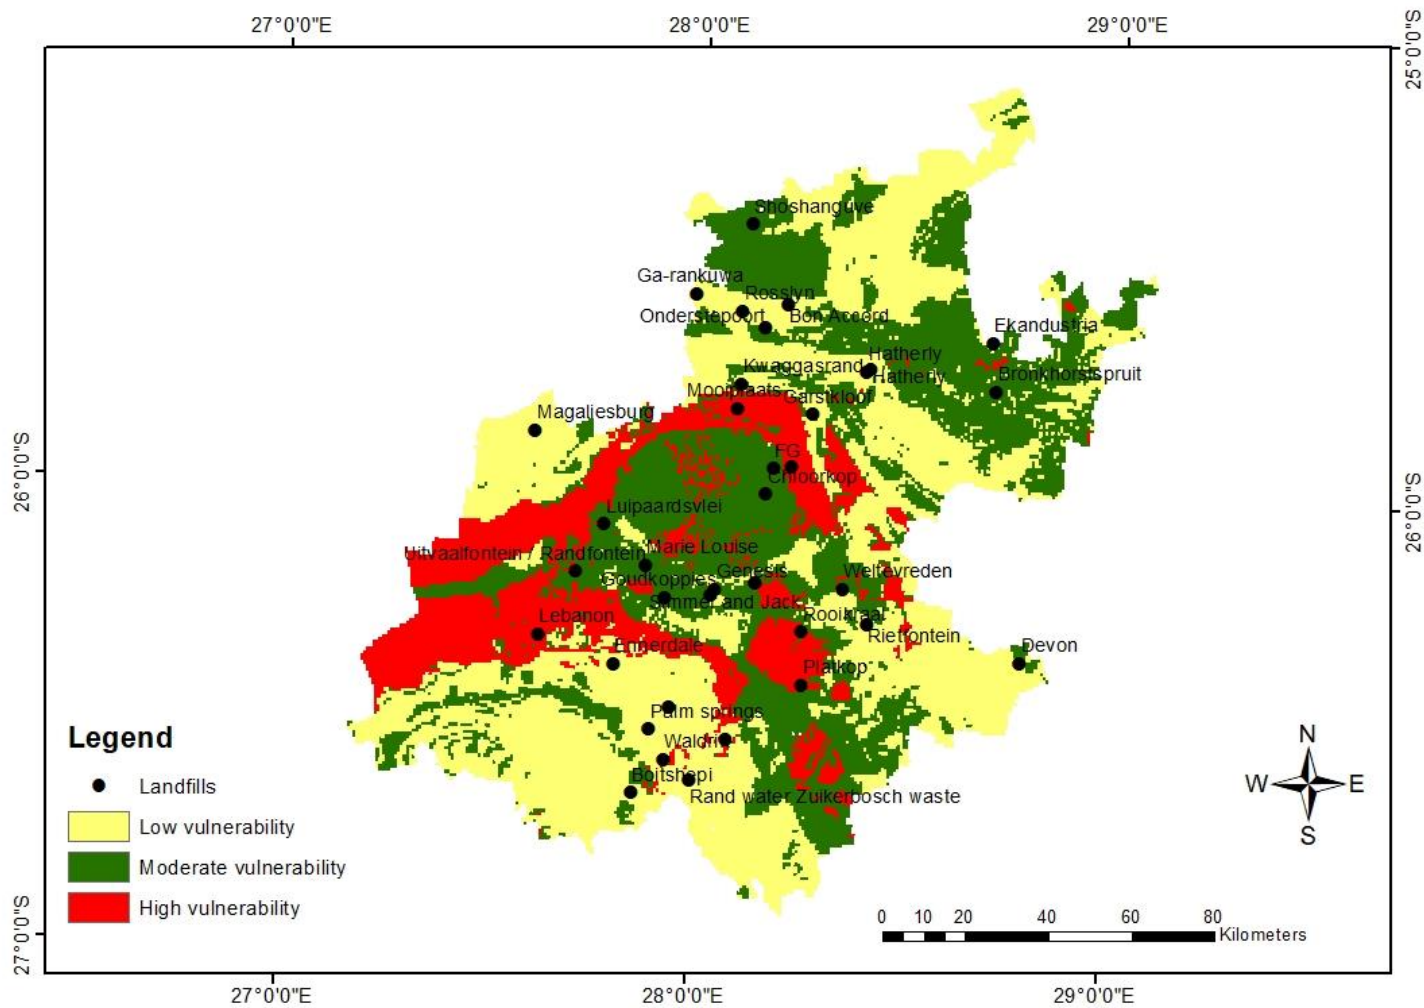 27°0'0"E
28°0'0"E
29°0'0"E
25°0'0"S
Shoshanguve
Ga-rankuwa
Rosslyn
Onderstepoort
Bon Accord
Ekandustria
Hatherly
Kwaggasrand
Hatherly
Bronkhorstspruit
Mooiplaats
Garstkloof
Magaliesburg
FG
Chloorkop
26°0'0"S
26°0'0"S
Luipaardsvlei
Marie Louise
Uitvaalfontein / Randfontein
Genesis
Weltevreden
Goudkoppies
Simmer and Jack
Lebanon
Rooikraal
Rietfontein
Ennerdale
Devon
Platkop
Palm springs
Waldri
Boitshepi
Rand water Zuikerbosch waste
Legend
Landfills
Low vulnerability
Moderate vulnerability
High vulnerability
N
W
E
S
0 10 20 40 60 80
Kilometers
27°0'0"S
27°0'0"E
28°0'0"E
29°0'0"E